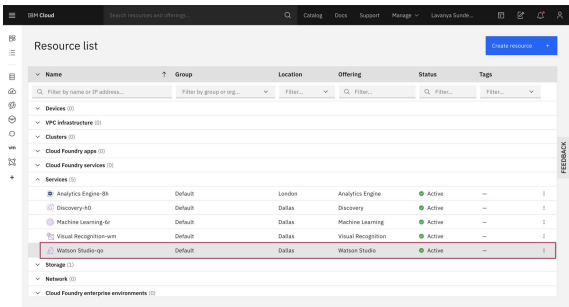 IBM Cloud Search resources and offerings... Catalog Docs Support Manage Lavanya Sunde...
Resource list
Create resource +
Name Group Location Offering Status Tags
Filter by name or IP address... Filter by group or org... Filter... Filter... Filter... Filter...
Devices (0)
VPC infrastructure (0)
Clusters (0)
Cloud Foundry apps (0)
Cloud Foundry services (0)
Services (5)
Analytics Engine-8h Default London Analytics Engine Active –
Discovery-h0 Default Dallas Discovery Active –
Machine Learning-6r Default Dallas Machine Learning Active –
Visual Recognition-wm Default Dallas Visual Recognition Active –
Watson Studio-qo Default Dallas Watson Studio Active –
Storage (1)
Network (0)
Cloud Foundry enterprise environments (0)
vm
FEEDBACK